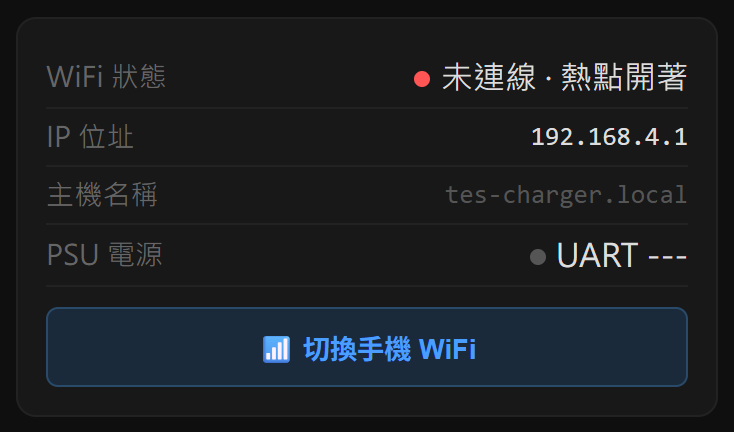 WiFi 狀態 未連線 · 熱點開著
IP 位址 192.168.4.1
主機名稱 tes-charger.local
PSU 電源 UART ---
切換手機 WiFi